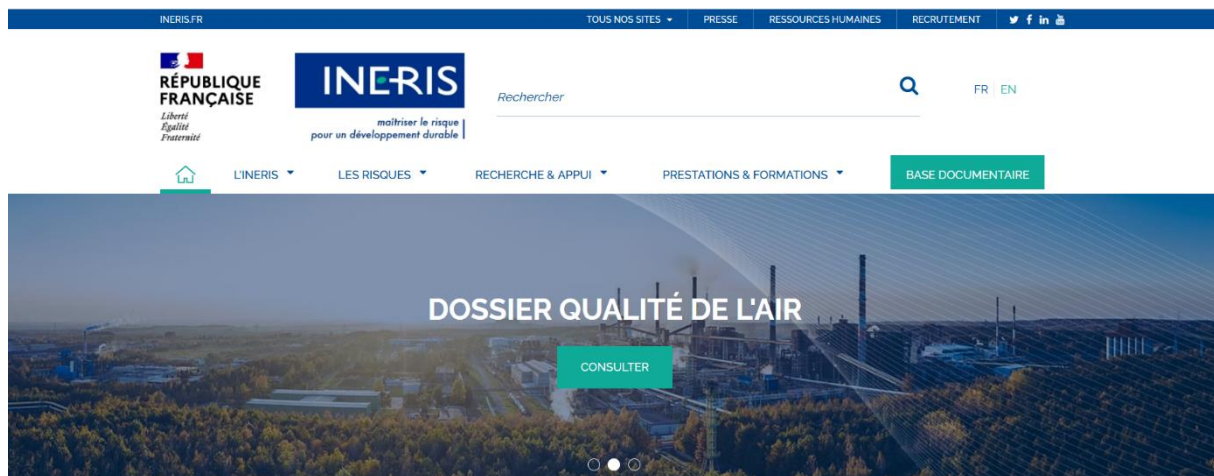 INERIS.FR
TOUS NOS SITES
PRESSE
RESSOURCES HUMAINES
RECRUTEMENT
RÉPUBLIQUE
FRANÇAISE
Liberté
Égalité
Fraternité
INERIS
maîtriser le risque
pour un développement durable
Rechercher
FR | EN
L'INERIS
LES RISQUES
RECHERCHE & APPUI
PRESTATIONS & FORMATIONS
BASE DOCUMENTAIRE
DOSSIER QUALITÉ DE L'AIR
CONSULTER